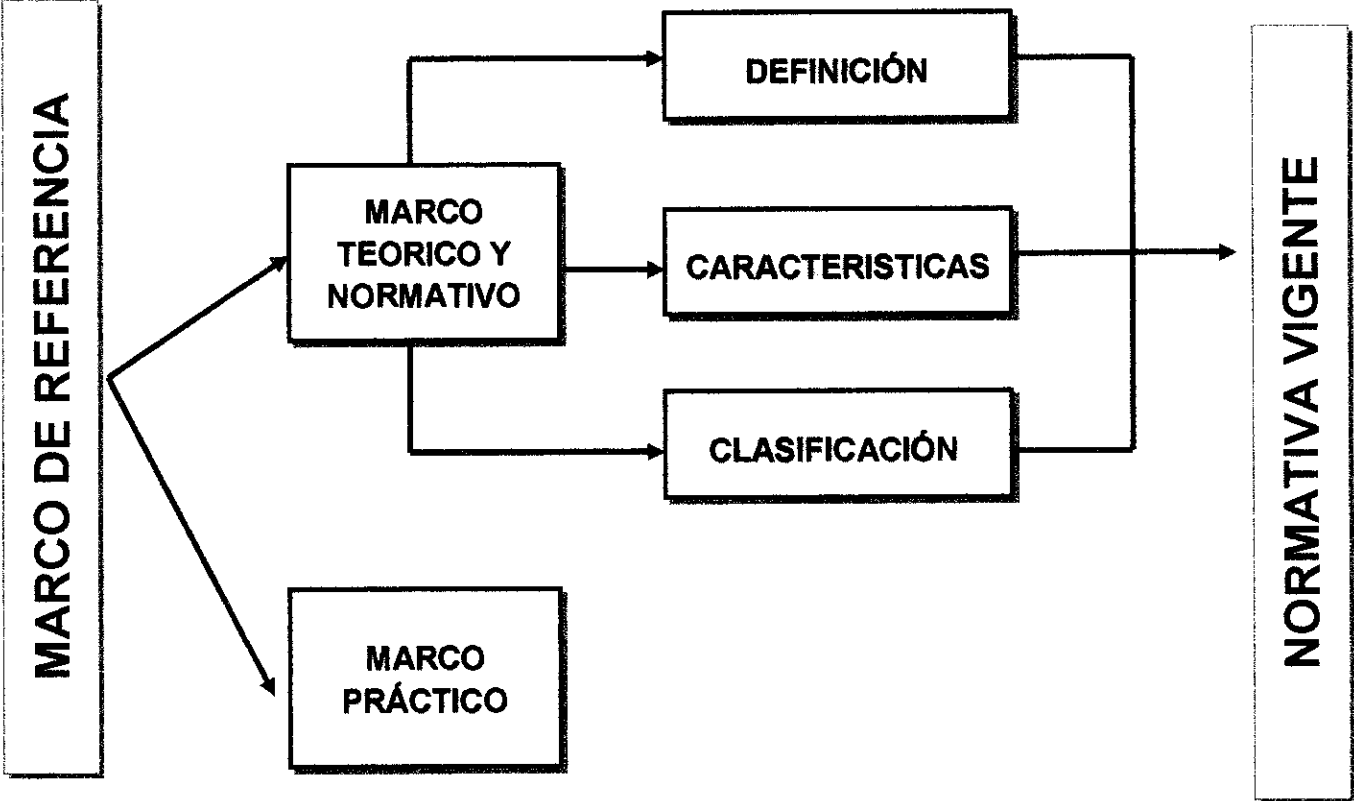 MARCO DE REFERENCIA
MARCO
TEORICO Y
NORMATIVO
MARCO
PRÁCTICO
DEFINICIÓN
CARACTERISTICAS
CLASIFICACIÓN
NORMATIVA VIGENTE